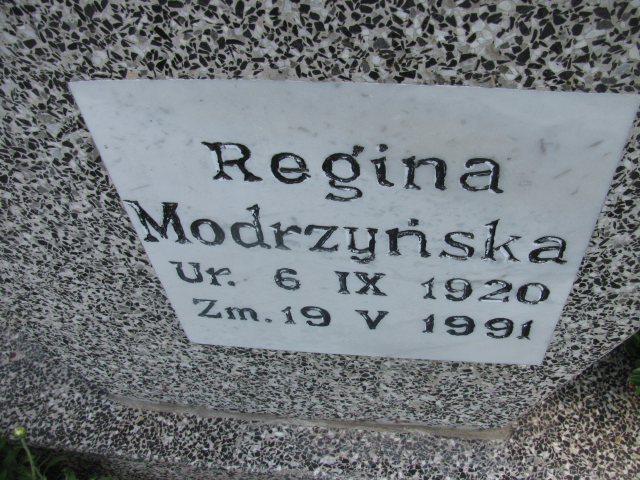 Regina
Modrzyńska
Ur. 6 IX 1920
Zm. 19 V 1991